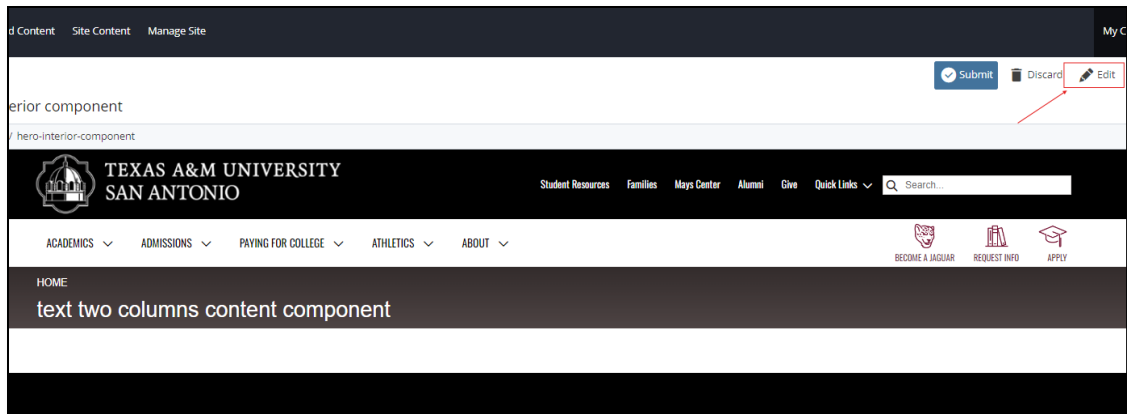 d Content Site Content Manage Site My C
Submit Discard Edit
erior component
/ hero-interior-component
TEXAS A&M UNIVERSITY
SAN ANTONIO
Student Resources Families Mays Center Alumni Give Quick Links Search...
ACADEMICS ADMISSIONS PAYING FOR COLLEGE ATHLETICS ABOUT
BECOME A JAGUAR REQUEST INFO APPLY
HOME
text two columns content component